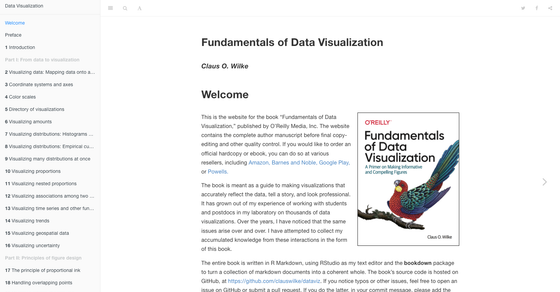 Data Visualization
Welcome
Preface
1 Introduction
Part I: From data to visualization
2 Visualizing data: Mapping data onto a...
3 Coordinate systems and axes
4 Color scales
5 Directory of visualizations
6 Visualizing amounts
7 Visualizing distributions: Histograms ...
8 Visualizing distributions: Empirical cu...
9 Visualizing many distributions at once
10 Visualizing proportions
11 Visualizing nested proportions
12 Visualizing associations among two ...
13 Visualizing time series and other fun...
14 Visualizing trends
15 Visualizing geospatial data
16 Visualizing uncertainty
Part II: Principles of figure design
17 The principle of proportional ink
18 Handling overlapping points
Fundamentals of Data Visualization
Claus O. Wilke
Welcome
This is the website for the book “Fundamentals of Data
Visualization,” published by O’Reilly Media, Inc. The website
contains the complete author manuscript before final copy-
editing and other quality control. If you would like to order an
official hardcopy or ebook, you can do so at various
resellers, including Amazon, Barnes and Noble, Google Play,
or Powells.
The book is meant as a guide to making visualizations that
accurately reflect the data, tell a story, and look professional.
It has grown out of my experience of working with students
and postdocs in my laboratory on thousands of data
visualizations. Over the years, I have noticed that the same
issues arise over and over. I have attempted to collect my
accumulated knowledge from these interactions in the form
of this book.
O'REILLY
Fundamentals
of Data
Visualization
A Primer on Making Informative
and Compelling Figures
Claus O. Wilke
The entire book is written in R Markdown, using RStudio as my text editor and the bookdown package
to turn a collection of markdown documents into a coherent whole. The book’s source code is hosted on
GitHub, at https://github.com/clauswilke/dataviz. If you notice typos or other issues, feel free to open an
issue on GitHub or submit a pull request. If you do the latter, in your commit message, please add the